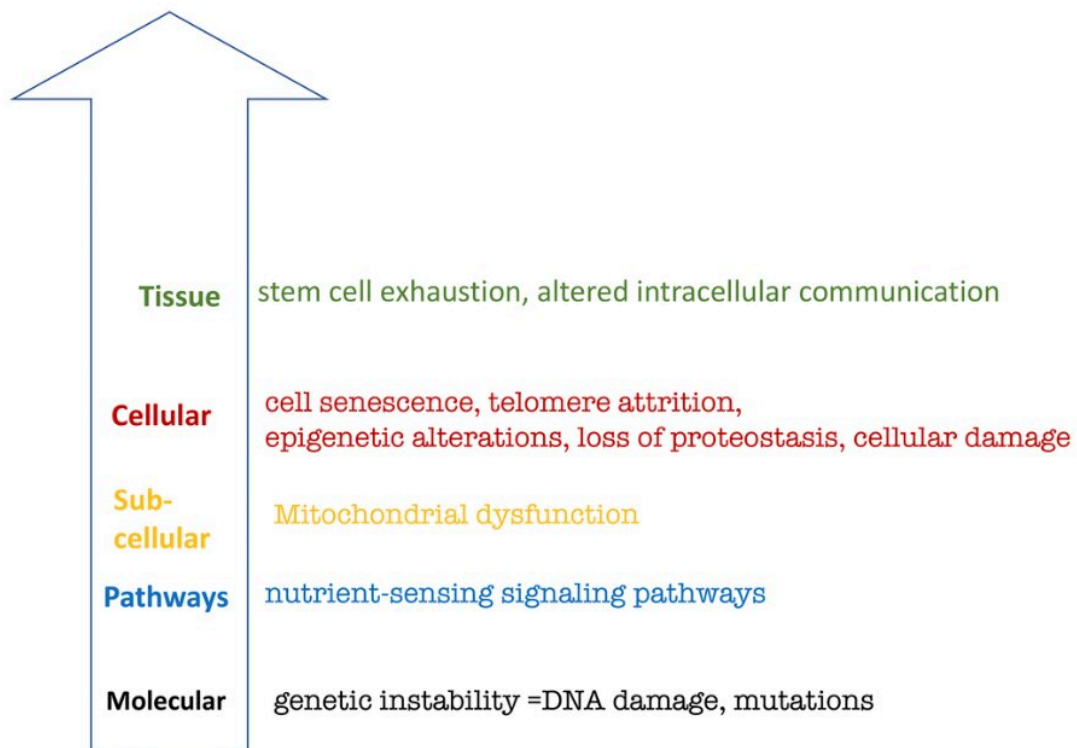 Tissue stem cell exhaustion, altered intracellular communication
Cellular cell senescence, telomere attrition,
epigenetic alterations, loss of proteostasis, cellular damage
Sub-
cellular Mitochondrial dysfunction
Pathways nutrient-sensing signaling pathways
Molecular genetic instability =DNA damage, mutations